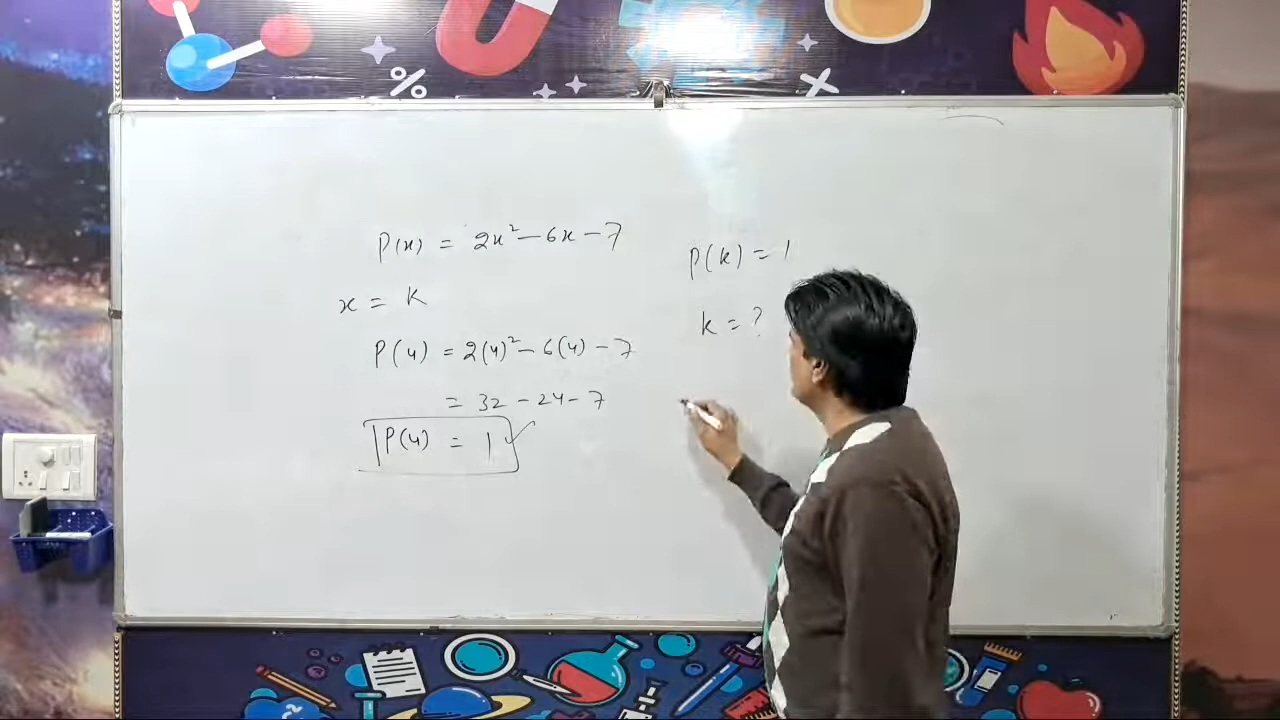 P(x) = 2x² - 6x - 7
x = k
P(4) = 2(4)² - 6(4) - 7
= 32 - 24 - 7
P(4) = 1 ✓
P(k) = 1
k = ?